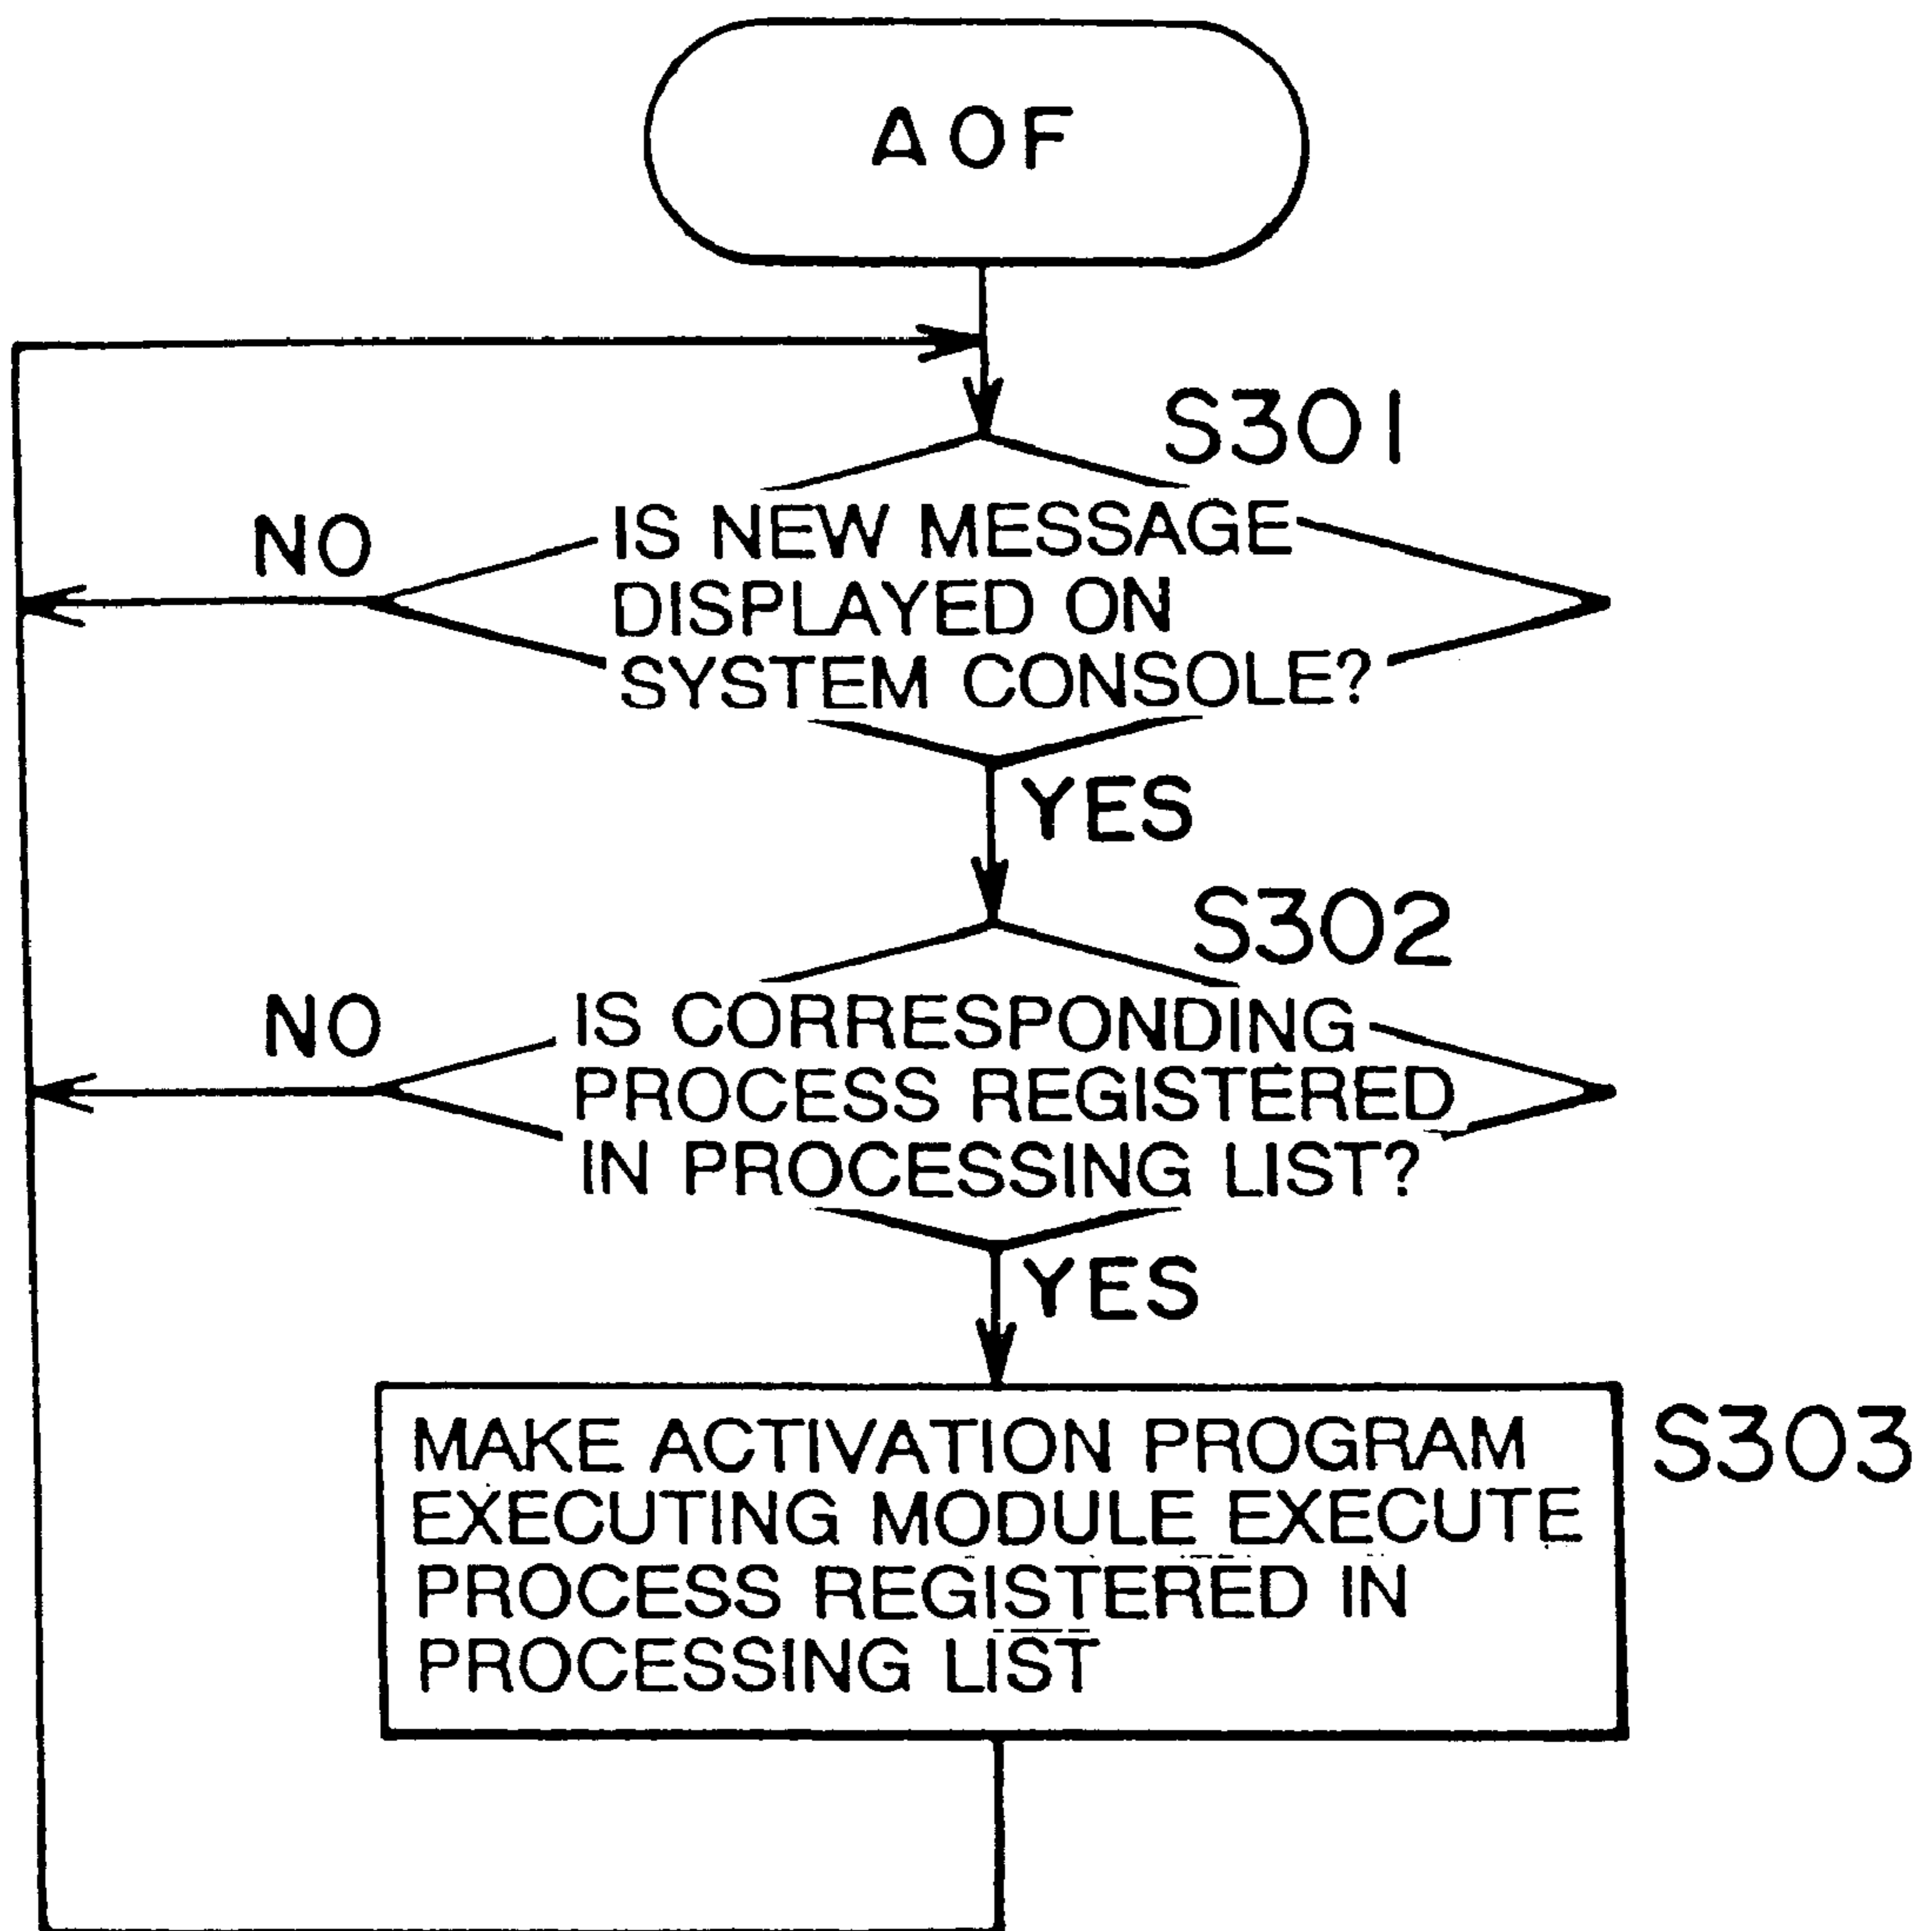 AOF
S301
IS NEW MESSAGE
NO
DISPLAYED ON
SYSTEM CONSOLE?
YES
S302
IS CORRESPONDING
NO
PROCESS REGISTERED
IN PROCESSING LIST?
YES
MAKE ACTIVATION PROGRAM
S303
EXECUTING MODULE EXECUTE
PROCESS REGISTERED IN
PROCESSING LIST